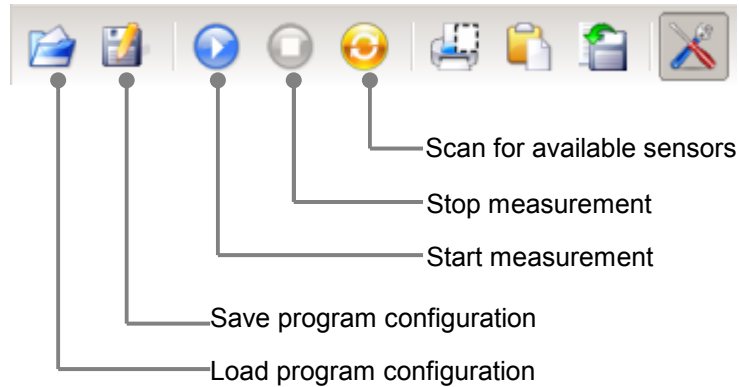 Scan for available sensors
Stop measurement
Start measurement
Save program configuration
Load program configuration